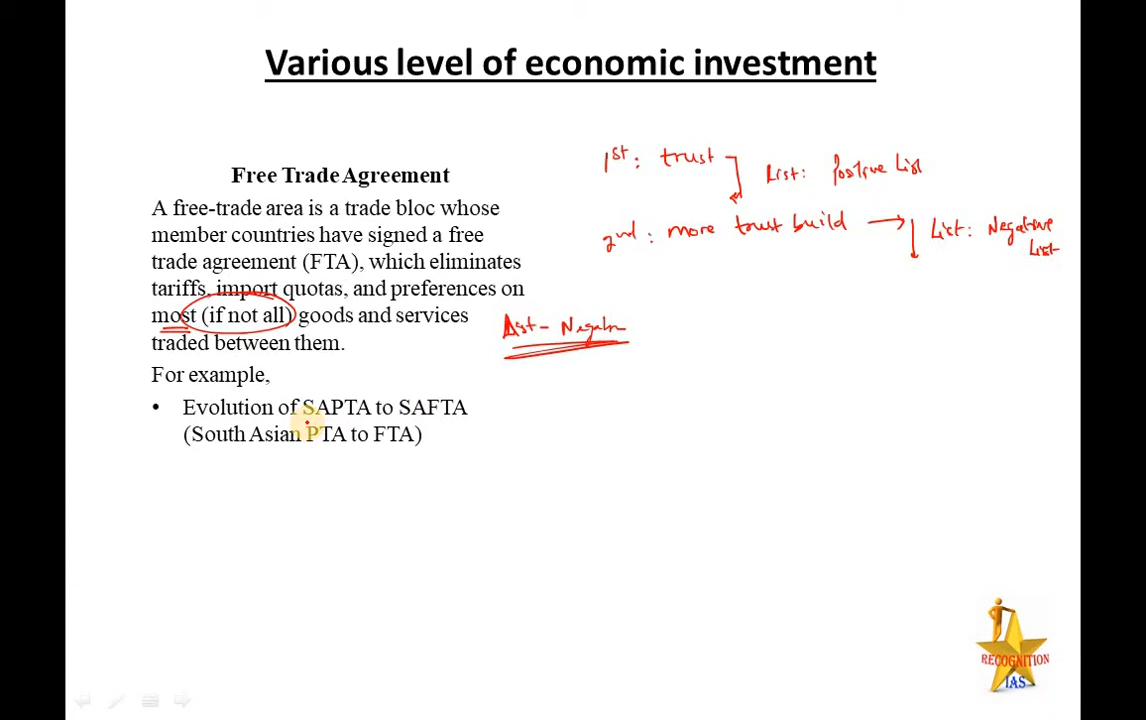 Various level of economic investment
1st: trust
List: Positive List
Free Trade Agreement
A free-trade area is a trade bloc whose
member countries have signed a free
trade agreement (FTA), which eliminates
tariffs, import quotas, and preferences on
most (if not all) goods and services
traded between them.
2nd: more trust build
List: Negative
List
List - Negative
For example,
• Evolution of SAPTA to SAFTA
(South Asian PTA to FTA)
RECOGNITION
IAS